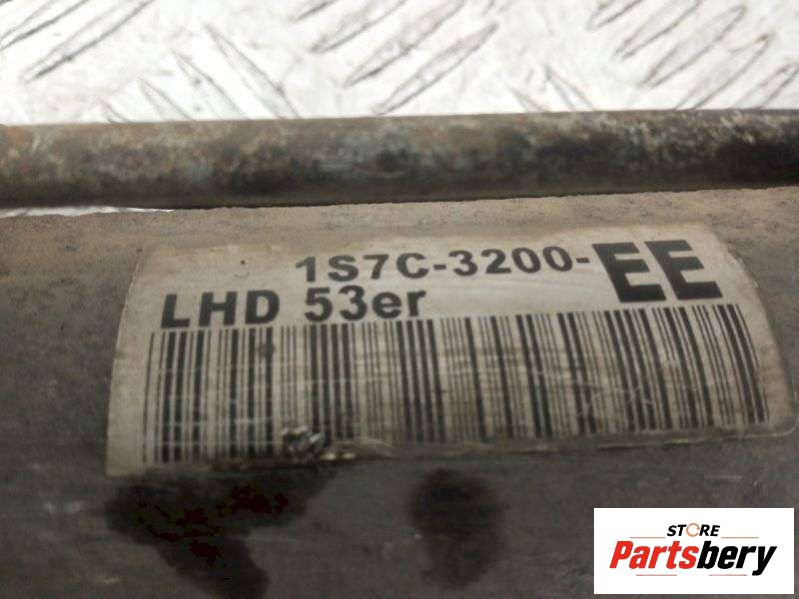 1S7C-3200-EE
LHD 53er
STORE
Partsbery